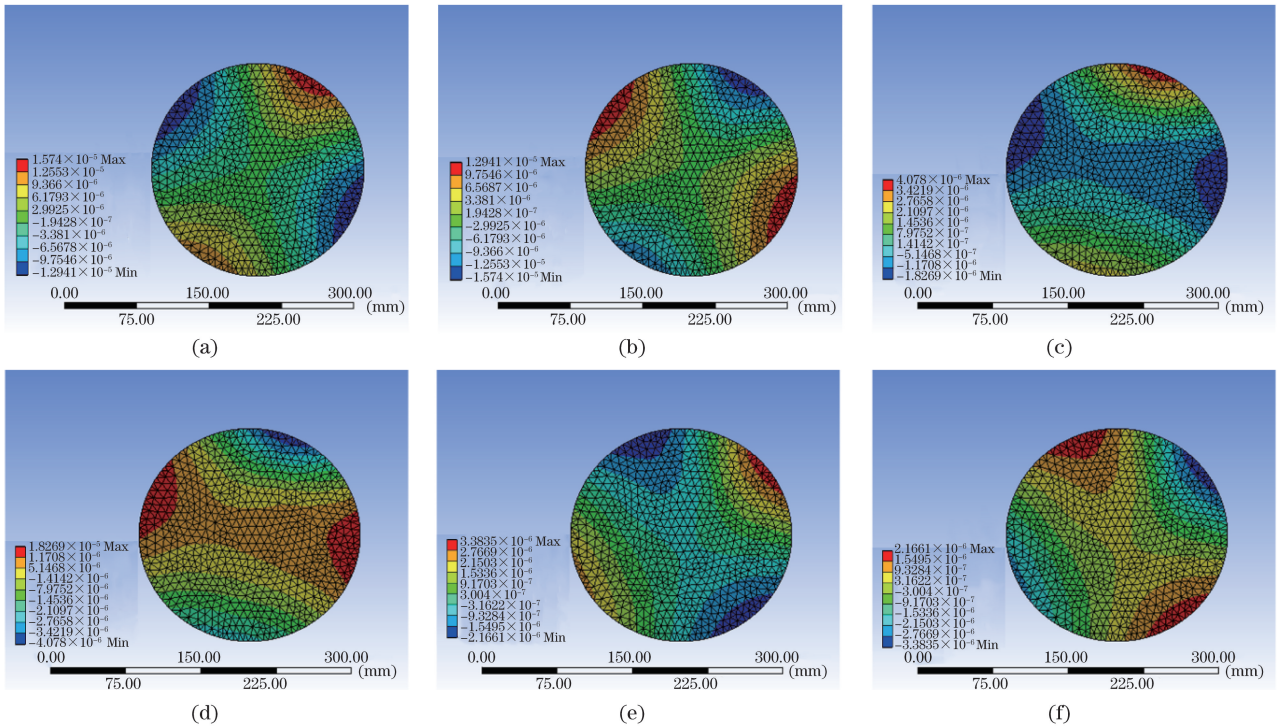 1.574×10⁻⁵ Max
1.2553×10⁻⁵
9.366×10⁻⁶
6.1793×10⁻⁶
2.9925×10⁻⁶
−1.9428×10⁻⁷
−3.381×10⁻⁶
−6.5678×10⁻⁶
−9.7546×10⁻⁶
−1.2941×10⁻⁵ Min
0.00 150.00 300.00
(mm)
75.00 225.00
(a)
1.2941×10⁻⁵ Max
9.7546×10⁻⁶
6.5687×10⁻⁶
3.381×10⁻⁶
1.9428×10⁻⁷
−2.9925×10⁻⁶
−6.1793×10⁻⁶
−9.366×10⁻⁶
−1.2553×10⁻⁵
−1.574×10⁻⁵ Min
0.00 150.00 300.00
(mm)
75.00 225.00
(b)
4.078×10⁻⁶ Max
3.4219×10⁻⁶
2.7658×10⁻⁶
2.1097×10⁻⁶
1.4536×10⁻⁶
7.9752×10⁻⁷
1.4142×10⁻⁷
−5.1468×10⁻⁷
−1.1708×10⁻⁶
−1.8269×10⁻⁶ Min
0.00 150.00 300.00
(mm)
75.00 225.00
(c)
1.8269×10⁻⁵ Max
1.1708×10⁻⁶
5.1468×10⁻⁶
−1.4142×10⁻⁶
−7.9752×10⁻⁶
−1.4536×10⁻⁶
−2.1097×10⁻⁶
−2.7658×10⁻⁶
−3.4219×10⁻⁶
−4.078×10⁻⁶ Min
0.00 150.00 300.00
(mm)
75.00 225.00
(d)
3.3835×10⁻⁶ Max
2.7669×10⁻⁶
2.1503×10⁻⁶
1.5336×10⁻⁶
9.1703×10⁻⁷
3.004×10⁻⁷
−3.1622×10⁻⁷
−9.3284×10⁻⁷
−1.5495×10⁻⁶
−2.1661×10⁻⁶ Min
0.00 150.00 300.00
(mm)
75.00 225.00
(e)
2.1661×10⁻⁶ Max
1.5495×10⁻⁶
9.3284×10⁻⁷
3.1622×10⁻⁷
−3.004×10⁻⁷
−9.1703×10⁻⁷
−1.5336×10⁻⁶
−2.1503×10⁻⁶
−2.7669×10⁻⁶
−3.3835×10⁻⁶ Min
0.00 150.00 300.00
(mm)
75.00 225.00
(f)